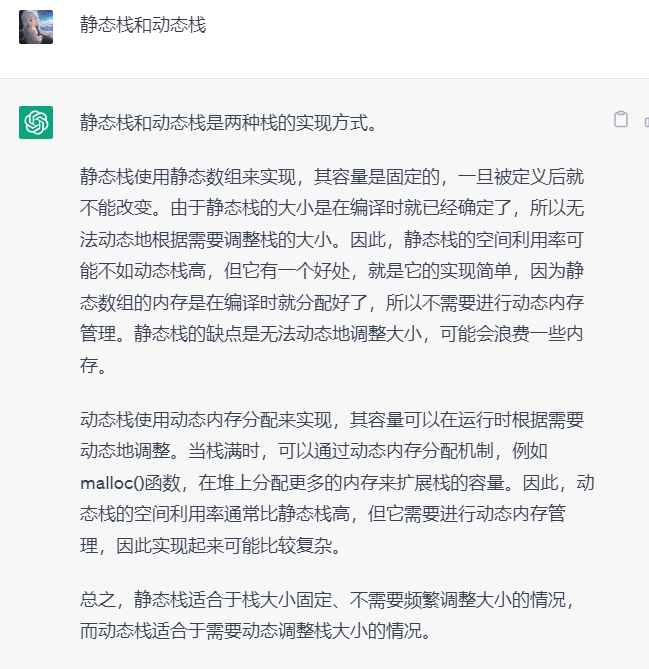 静态栈和动态栈
静态栈和动态栈是两种栈的实现方式。
静态栈使用静态数组来实现，其容量是固定的，一旦被定义后就
不能改变。由于静态栈的大小是在编译时就已经确定了，所以无
法动态地根据需要调整栈的大小。因此，静态栈的空间利用率可
能不如动态栈高，但它有一个好处，就是它的实现简单，因为静
态数组的内存是在编译时就分配好了，所以不需要进行动态内存
管理。静态栈的缺点是无法动态地调整大小，可能会浪费一些内
存。
动态栈使用动态内存分配来实现，其容量可以在运行时根据需要
动态地调整。当栈满时，可以通过动态内存分配机制，例如
malloc()函数，在堆上分配更多的内存来扩展栈的容量。因此，动
态栈的空间利用率通常比静态栈高，但它需要进行动态内存管
理，因此实现起来可能比较复杂。
总之，静态栈适合于栈大小固定、不需要频繁调整大小的情况，
而动态栈适合于需要动态调整栈大小的情况。